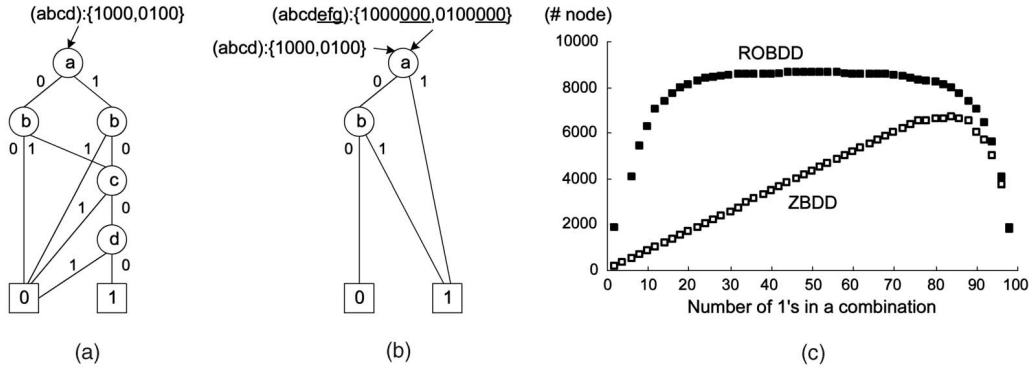 (abcd):{1000,0100}
a
0 1
b b
0 1 1 0
c
1 0
d
1 0
0 1
(a)
(abcdefg):{1000000,0100000}
(abcd):{1000,0100}
a
0 1
b
0 1
0 1
(b)
(# node)
10000
8000
6000
4000
2000
0
ROBDD
ZBDD
0 10 20 30 40 50 60 70 80 90 100
Number of 1's in a combination
(c)